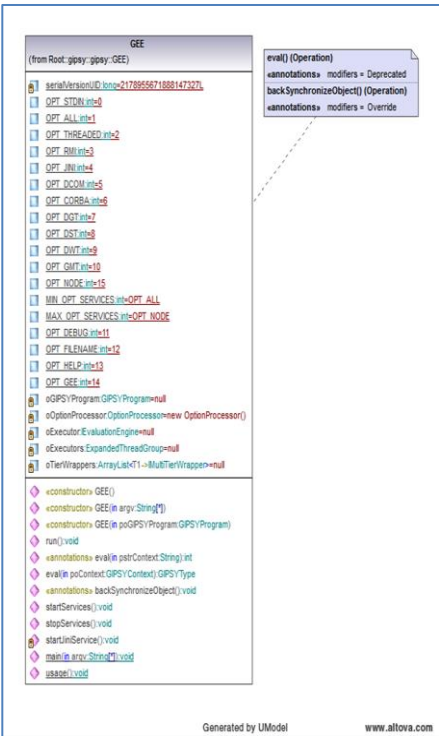 GEE
(from Root::gipsy::gipsy::GEE)
serialVersionUID:long=2178955671888147327L
OPT_STDIN:int=0
OPT_ALL:int=1
OPT_THREADED:int=2
OPT_RMI:int=3
OPT_JINI:int=4
OPT_DCOM:int=5
OPT_CORBA:int=6
OPT_DGT:int=7
OPT_DST:int=8
OPT_DWT:int=9
OPT_GMT:int=10
OPT_NODE:int=15
MIN_OPT_SERVICES:int=OPT_ALL
MAX_OPT_SERVICES:int=OPT_NODE
OPT_DEBUG:int=11
OPT_FILENAME:int=12
OPT_HELP:int=13
OPT_GEE:int=14
oGIPSYProgram:GIPSYProgram=null
oOptionProcessor:OptionProcessor=new OptionProcessor()
oExecutor:IEvaluationEngine=null
oExecutors:ExpandedThreadGroup=null
oTierWrappers:ArrayList<T1->IMultiTierWrapper>=null
«constructor» GEE()
«constructor» GEE(in argv:String[*])
«constructor» GEE(in poGIPSYProgram:GIPSYProgram)
run():void
«annotations» eval(in pstrContext:String):int
eval(in poContext:GIPSYContext):GIPSYType
«annotations» backSynchronizeObject():void
startServices():void
stopServices():void
startJiniService():void
main(in argv:String[*]):void
usage():void
eval() (Operation)
«annotations» modifiers = Deprecated
backSynchronizeObject() (Operation)
«annotations» modifiers = Override
Generated by UModel
www.altova.com